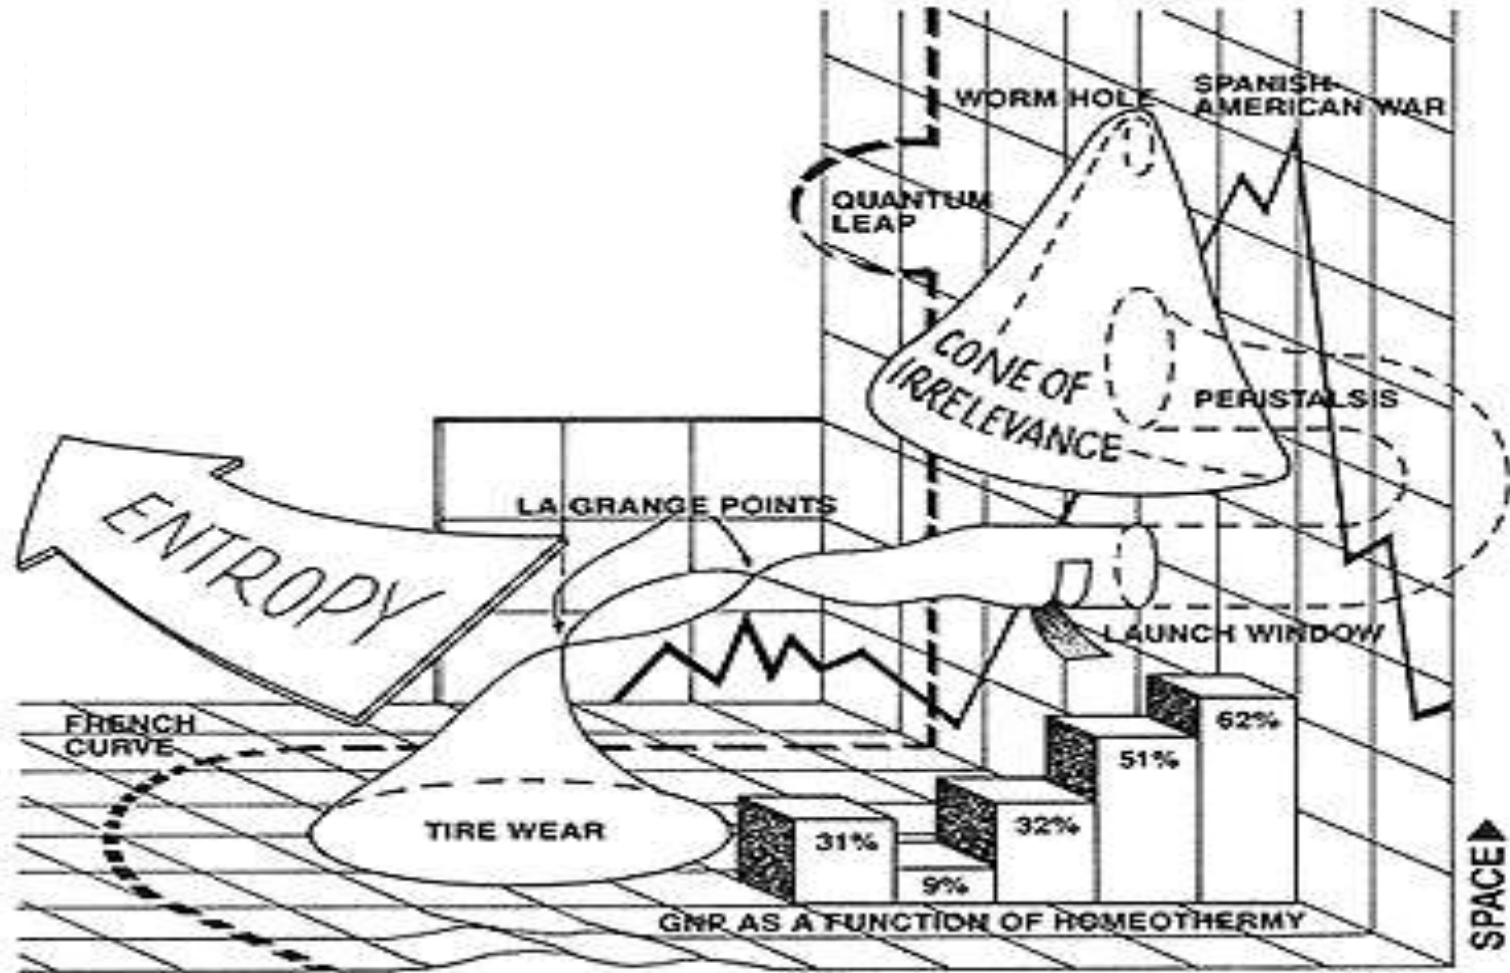 WORM HOLE
SPANISH-
AMERICAN WAR
QUANTUM
LEAP
CONE OF
IRRELEVANCE
PERISTALSIS
LA GRANGE POINTS
ENTROPY
LAUNCH WINDOW
FRENCH
CURVE
TIRE WEAR
31%
9%
32%
51%
62%
GNP AS A FUNCTION OF HOMEOTHERMY
SPACE▶